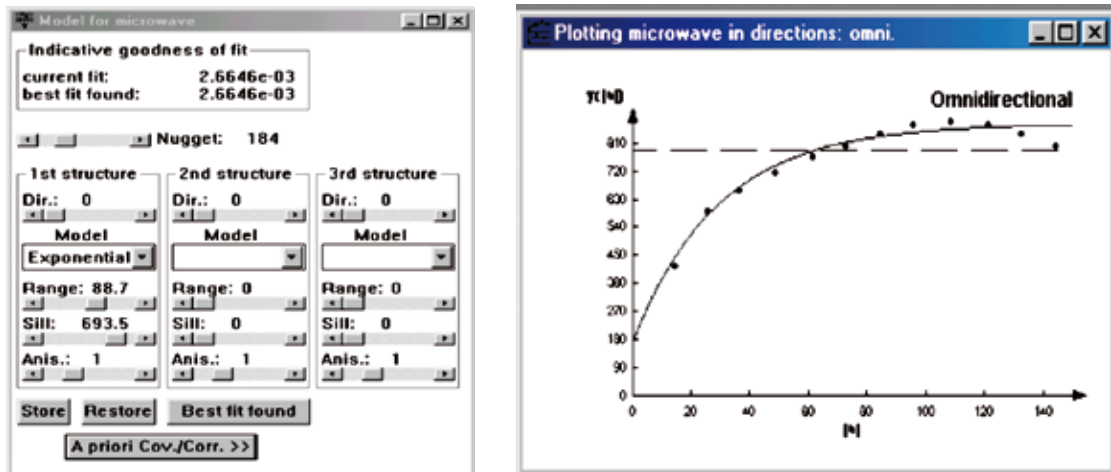 Model for microwave
Indicative goodness of fit
current fit: 2.6646e-03
best fit found: 2.6646e-03
Nugget: 184
1st structure
Dir.: 0
Model
Exponential
Range: 88.7
Sill: 693.5
Anis.: 1
2nd structure
Dir.: 0
Model
Range: 0
Sill: 0
Anis.: 1
3rd structure
Dir.: 0
Model
Range: 0
Sill: 0
Anis.: 1
Store Restore Best fit found
A priori Cov./Corr. >>
Plotting microwave in directions: omni.
Omnidirectional
810
720
630
540
450
360
270
180
90
0
0 20 40 60 80 100 120 140
|h|